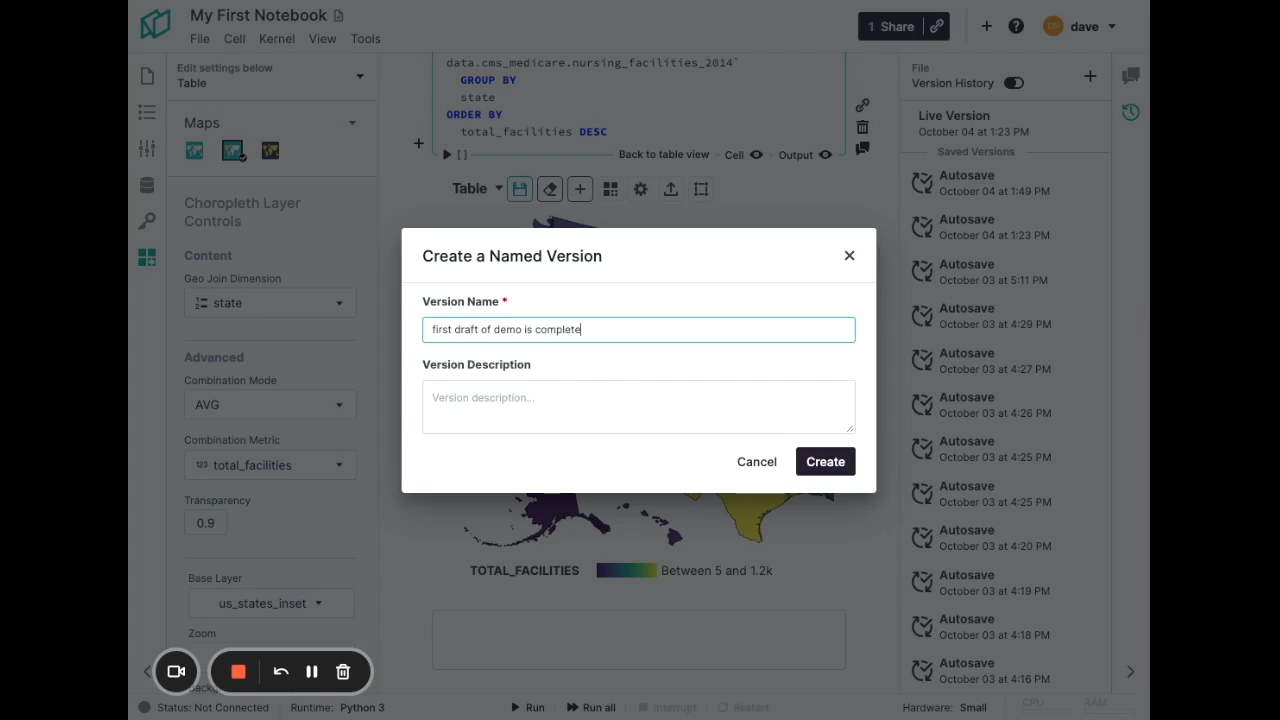 My First Notebook
File Cell Kernel View Tools
1 Share
dave
Edit settings below
Table
Maps
Choropleth Layer
Controls
Content
Geo Join Dimension
state
Advanced
Combination Mode
AVG
Combination Metric
123 total_facilities
Transparency
0.9
Base Layer
us_states_inset
Zoom
data.cms_medicare.nursing_facilities_2014`
GROUP BY
state
ORDER BY
total_facilities DESC
[]
Back to table view Cell Output
Table
Create a Named Version
Version Name *
first draft of demo is complete
Version Description
Version description...
Cancel
Create
TOTAL_FACILITIES
Between 5 and 1.2k
File
Version History
Live Version
October 04 at 1:23 PM
Saved Versions
Autosave
October 04 at 1:49 PM
Autosave
October 04 at 1:23 PM
Autosave
October 03 at 5:11 PM
Autosave
October 03 at 4:29 PM
Autosave
October 03 at 4:27 PM
Autosave
October 03 at 4:26 PM
Autosave
October 03 at 4:25 PM
Autosave
October 03 at 4:25 PM
Autosave
October 03 at 4:20 PM
Autosave
October 03 at 4:19 PM
Autosave
October 03 at 4:18 PM
Autosave
October 03 at 4:16 PM
Status: Not Connected
Runtime: Python 3
Run
Run all
Interrupt
Restart
Hardware: Small
CPU
RAM